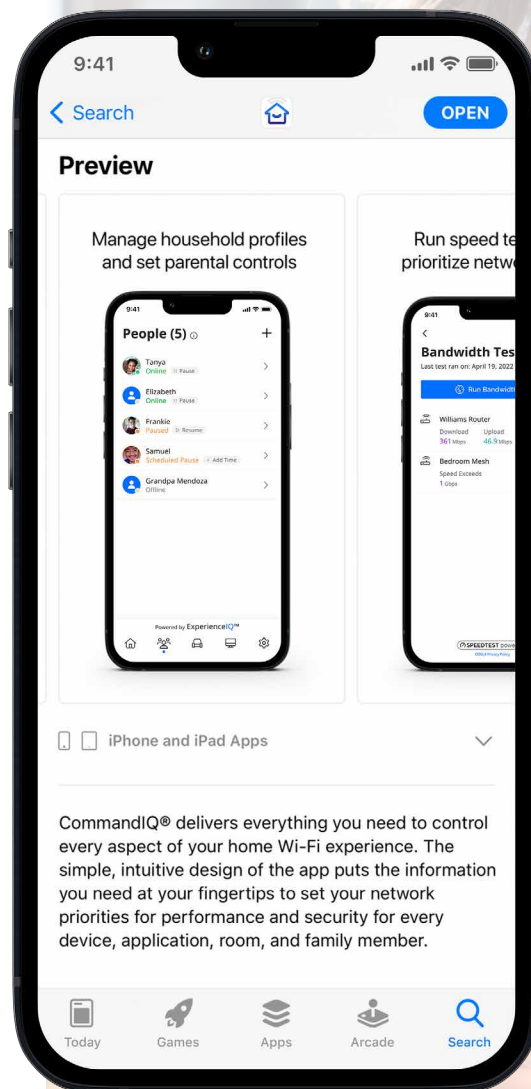 9:41
Search
OPEN
Preview
Manage household profiles
and set parental controls
9:41
People (5)
Tanya
Online Pause
Elizabeth
Online Pause
Frankie
Paused Resume
Samuel
Scheduled Pause + Add Time
Grandpa Mendoza
Offline
Powered by ExperienceIQ™
Run speed te
prioritize netw
9:41
Bandwidth Tes
Last test ran on: April 19, 2022
Run Bandwidt
Williams Router
Download Upload
361 Mbps 46.9 Mbps
Bedroom Mesh
Speed Exceeds
1 Gbps
SPEEDTEST powe
iPhone and iPad Apps
CommandIQ® delivers everything you need to control
every aspect of your home Wi-Fi experience. The
simple, intuitive design of the app puts the information
you need at your fingertips to set your network
priorities for performance and security for every
device, application, room, and family member.
Today Games Apps Arcade Search